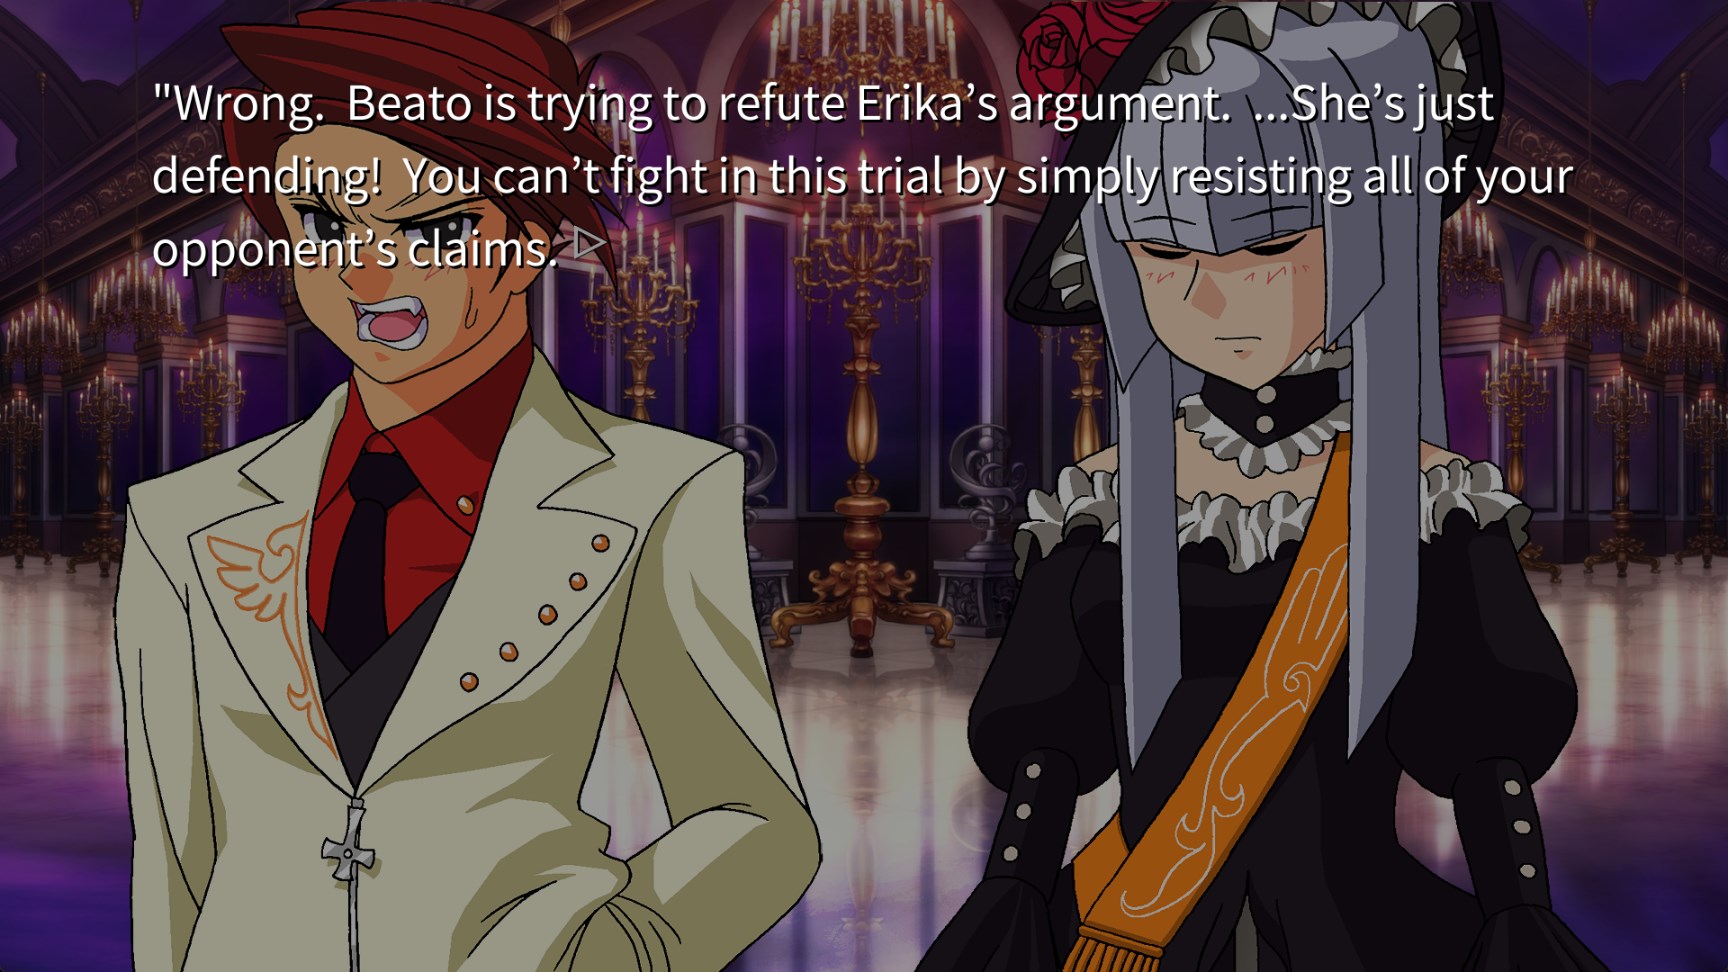 "Wrong.  Beato is trying to refute Erika’s argument.  ...She’s just
defending!  You can’t fight in this trial by simply resisting all of your
opponent’s claims.